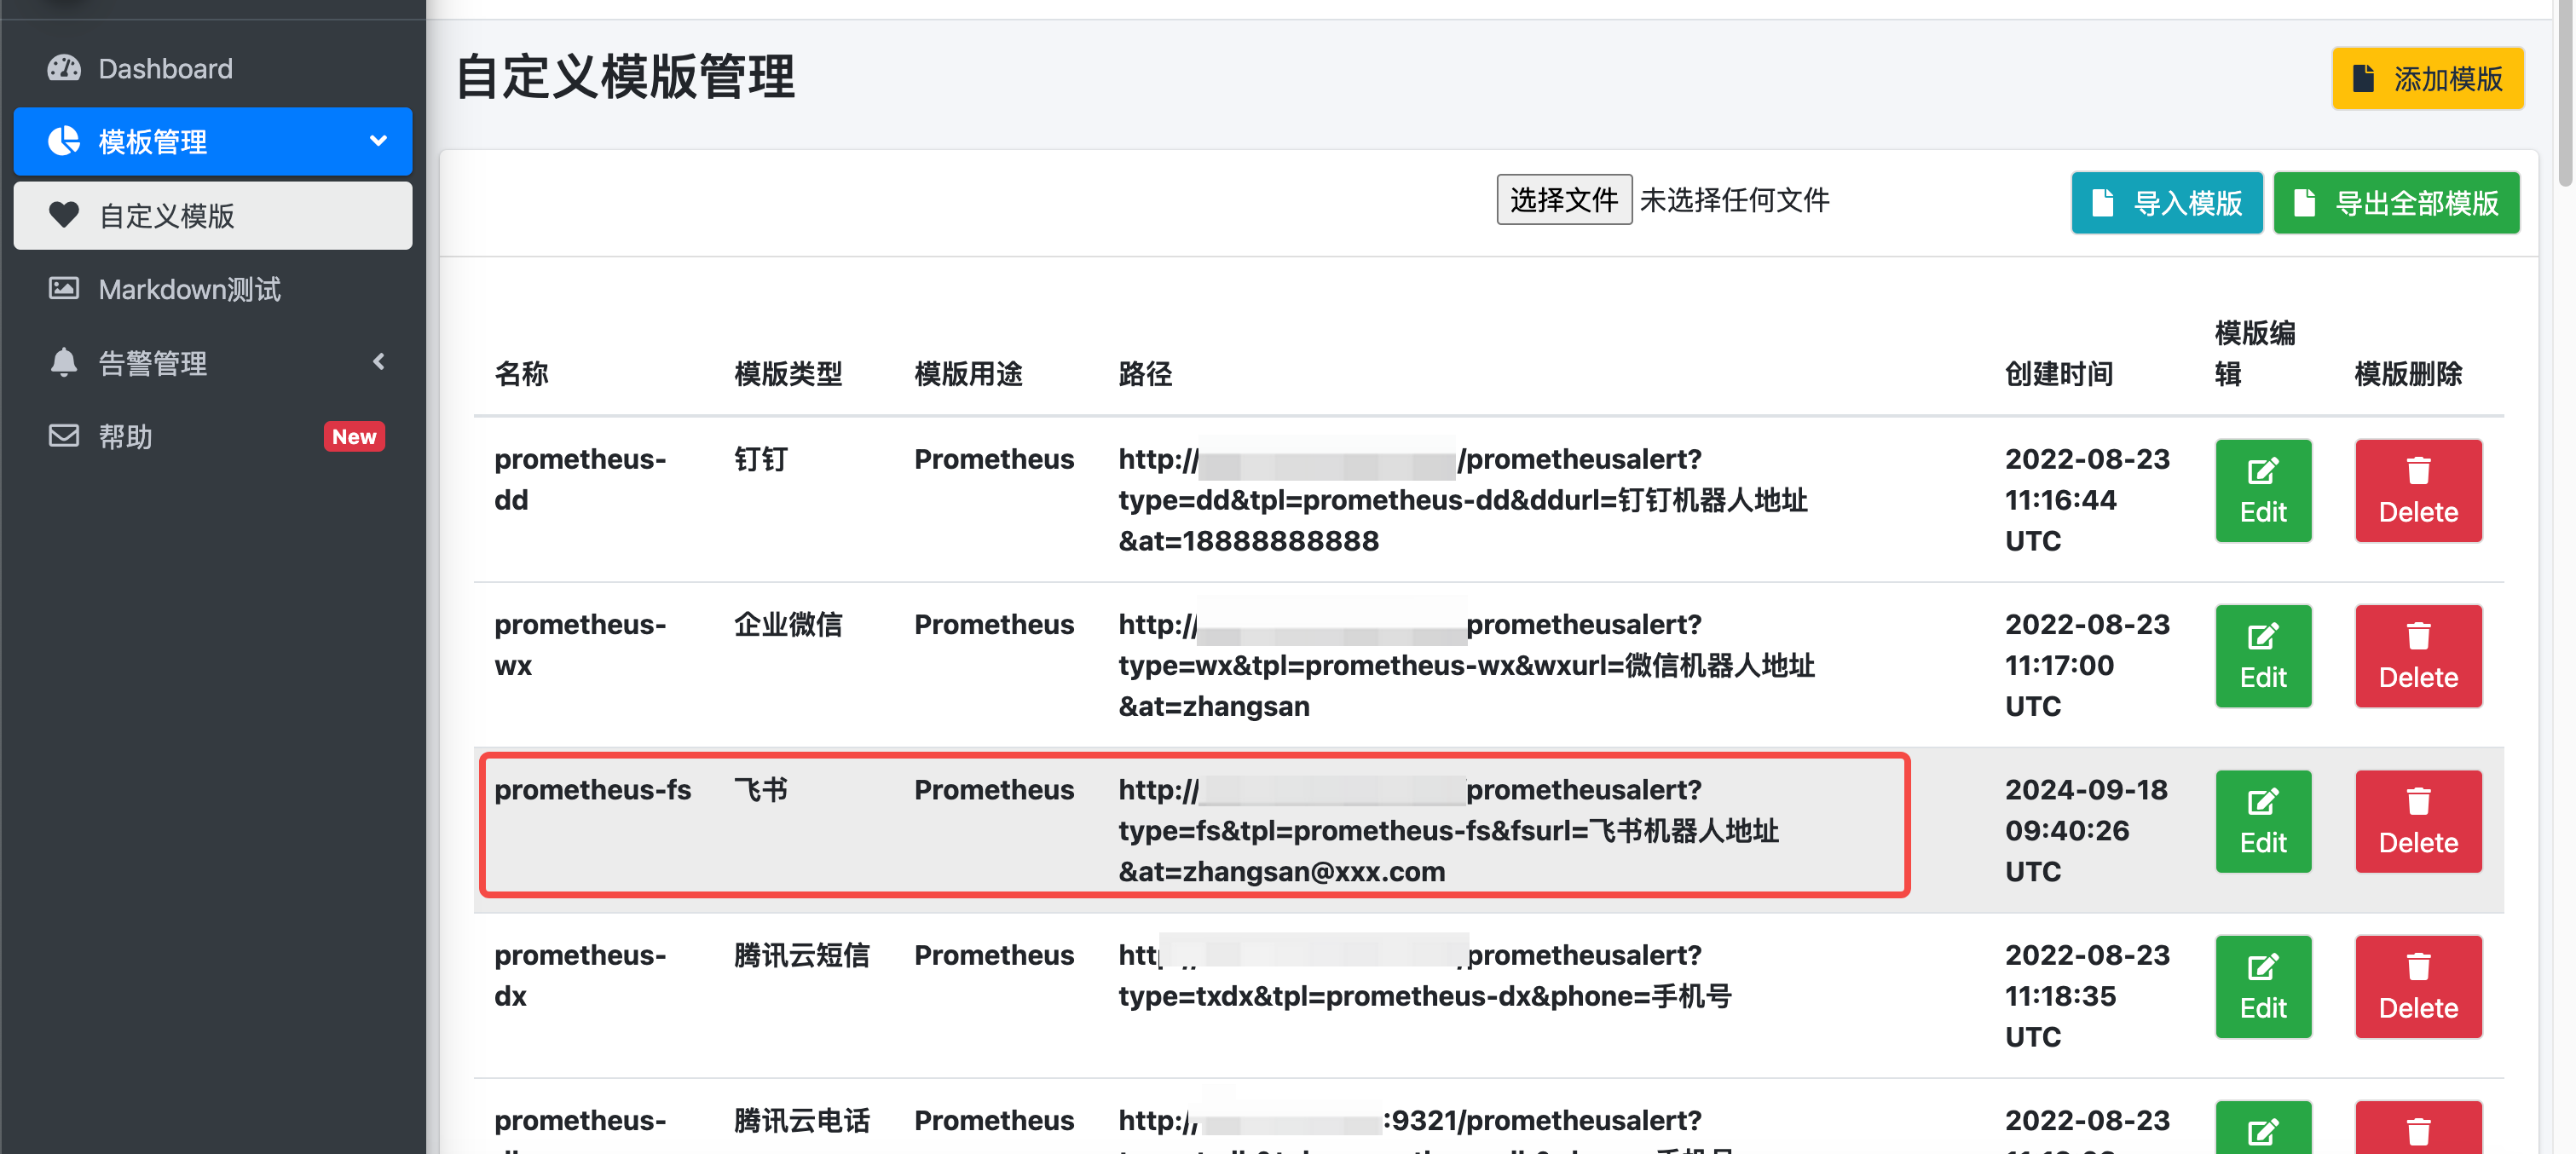 Dashboard
模板管理
自定义模版
Markdown测试
告警管理
帮助 New
自定义模版管理
添加模版
选择文件 未选择任何文件
导入模版
导出全部模版
名称 模版类型 模版用途 路径 创建时间 模版编辑 模版删除
prometheus-dd 钉钉 Prometheus http:// /prometheusalert?
type=dd&tpl=prometheus-dd&ddurl=钉钉机器人地址
&at=18888888888
2022-08-23
11:16:44
UTC
Edit
Delete
prometheus-wx 企业微信 Prometheus http:// prometheusalert?
type=wx&tpl=prometheus-wx&wxurl=微信机器人地址
&at=zhangsan
2022-08-23
11:17:00
UTC
Edit
Delete
prometheus-fs 飞书 Prometheus http:// prometheusalert?
type=fs&tpl=prometheus-fs&fsurl=飞书机器人地址
&at=zhangsan@xxx.com
2024-09-18
09:40:26
UTC
Edit
Delete
prometheus-dx 腾讯云短信 Prometheus prometheusalert?
type=txdx&tpl=prometheus-dx&phone=手机号
2022-08-23
11:18:35
UTC
Edit
Delete
prometheus- 腾讯云电话 Prometheus http:// :9321/prometheusalert?
2022-08-23